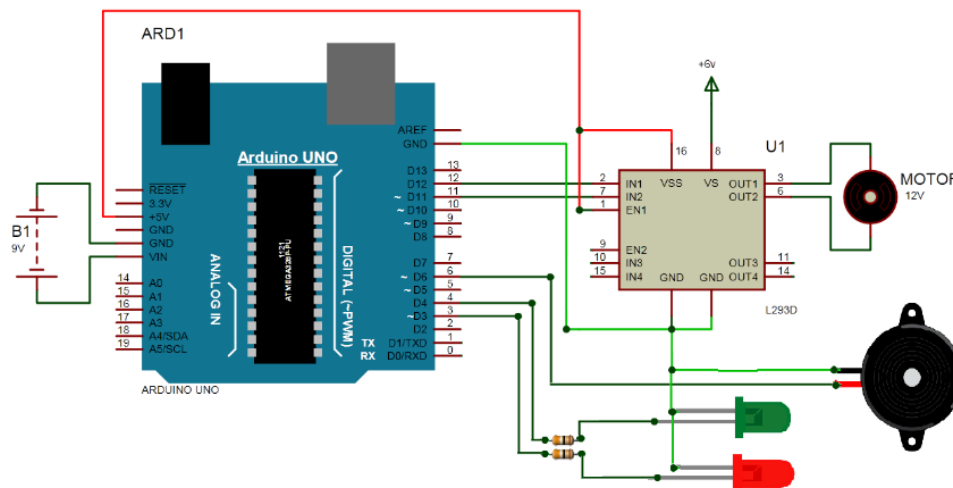 ARD1
Arduino UNO
1121
ATMEGA328P-PU
ANALOG IN
DIGITAL (~PWM)
TX
RX
RESET
3.3V
+5V
GND
GND
VIN
14 A0
15 A1
16 A2
17 A3
18 A4/SDA
19 A5/SCL
AREF
GND
D13 13
D12 12
~ D11 11
~ D10 10
~ D9 9
D8 8
D7 7
~ D6 6
~ D5 5
D4 4
~ D3 3
D2 2
D1/TXD 1
D0/RXD 0
ARDUINO UNO
B1
9V
+6v
U1
16
8
VSS
VS
2 IN1
7 IN2
1 EN1
9 EN2
10 IN3
15 IN4
OUT1 3
OUT2 6
OUT3 11
OUT4 14
GND
GND
L293D
MOTOR
12V